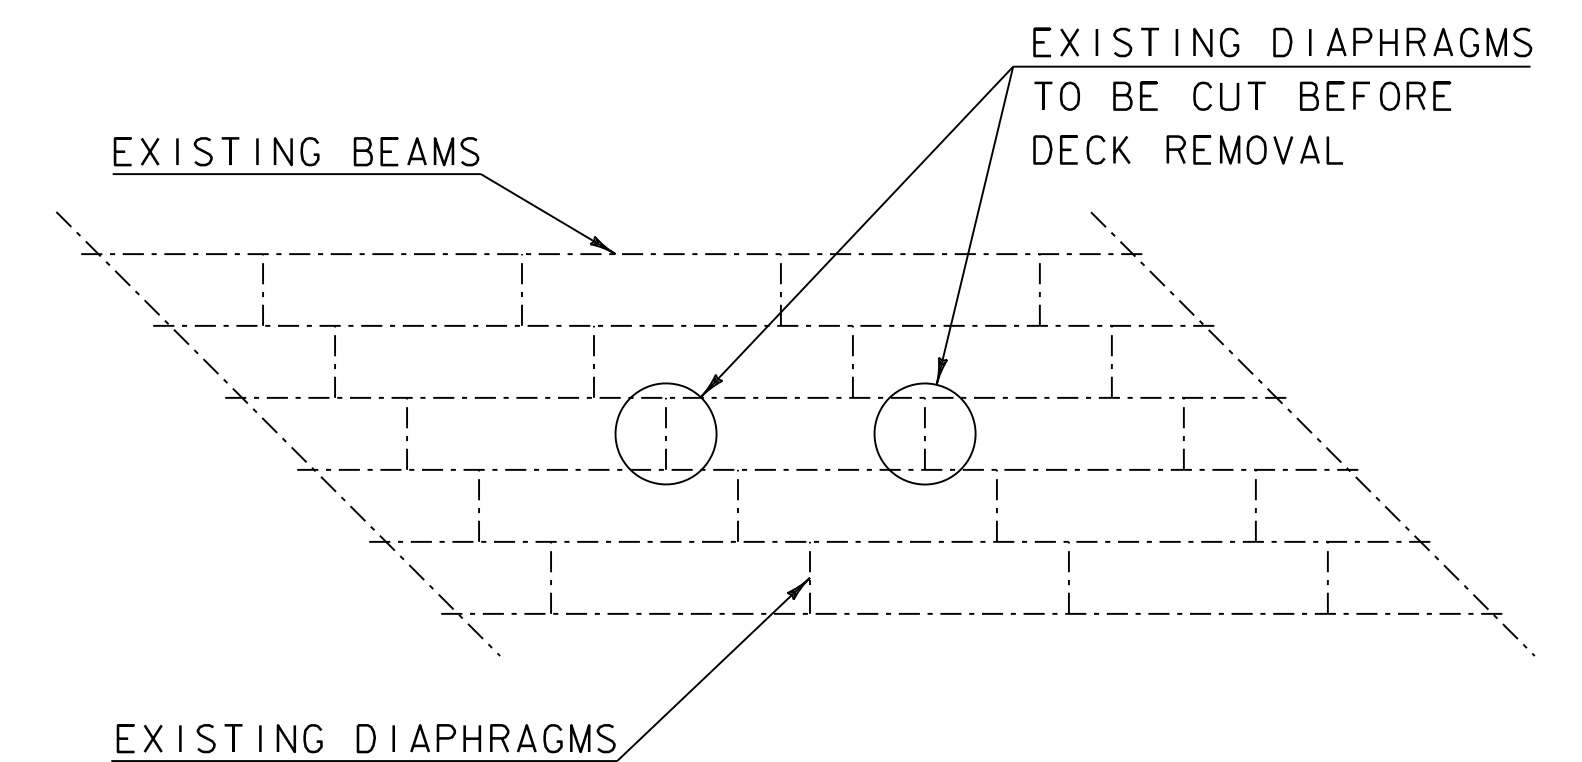 EXISTING DIAPHRAGMS
TO BE CUT BEFORE
DECK REMOVAL
EXISTING BEAMS
EXISTING DIAPHRAGMS